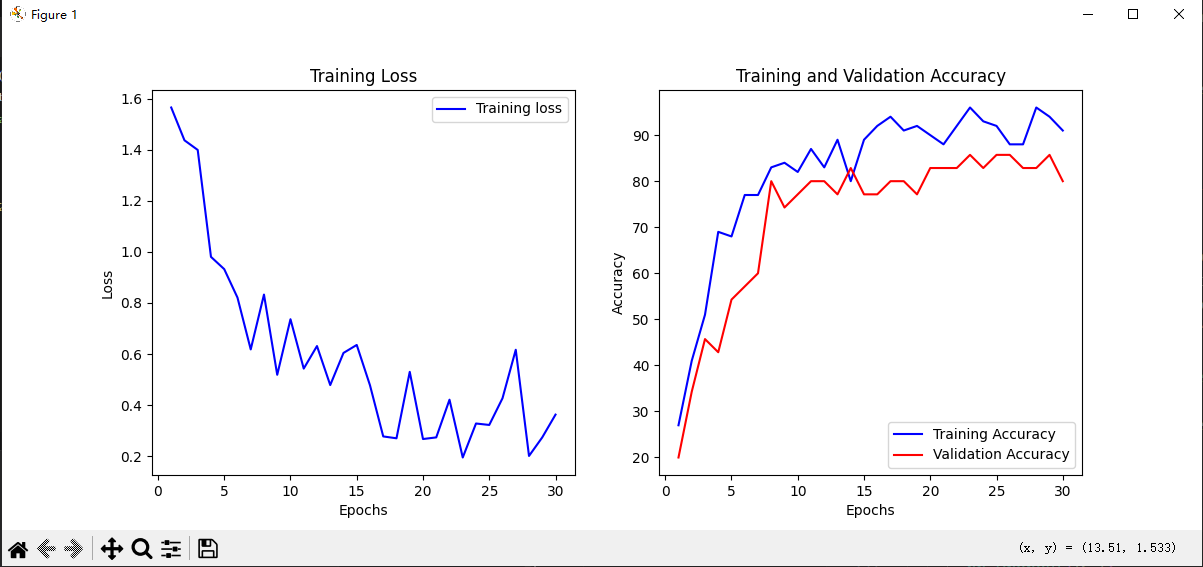 Figure 1
Training Loss
Training loss
1.6
1.4
1.2
1.0
0.8
0.6
0.4
0.2
Loss
0 5 10 15 20 25 30
Epochs
Training and Validation Accuracy
90
80
70
60
50
40
30
20
Accuracy
Training Accuracy
Validation Accuracy
0 5 10 15 20 25 30
Epochs
(x, y) = (13.51, 1.533)